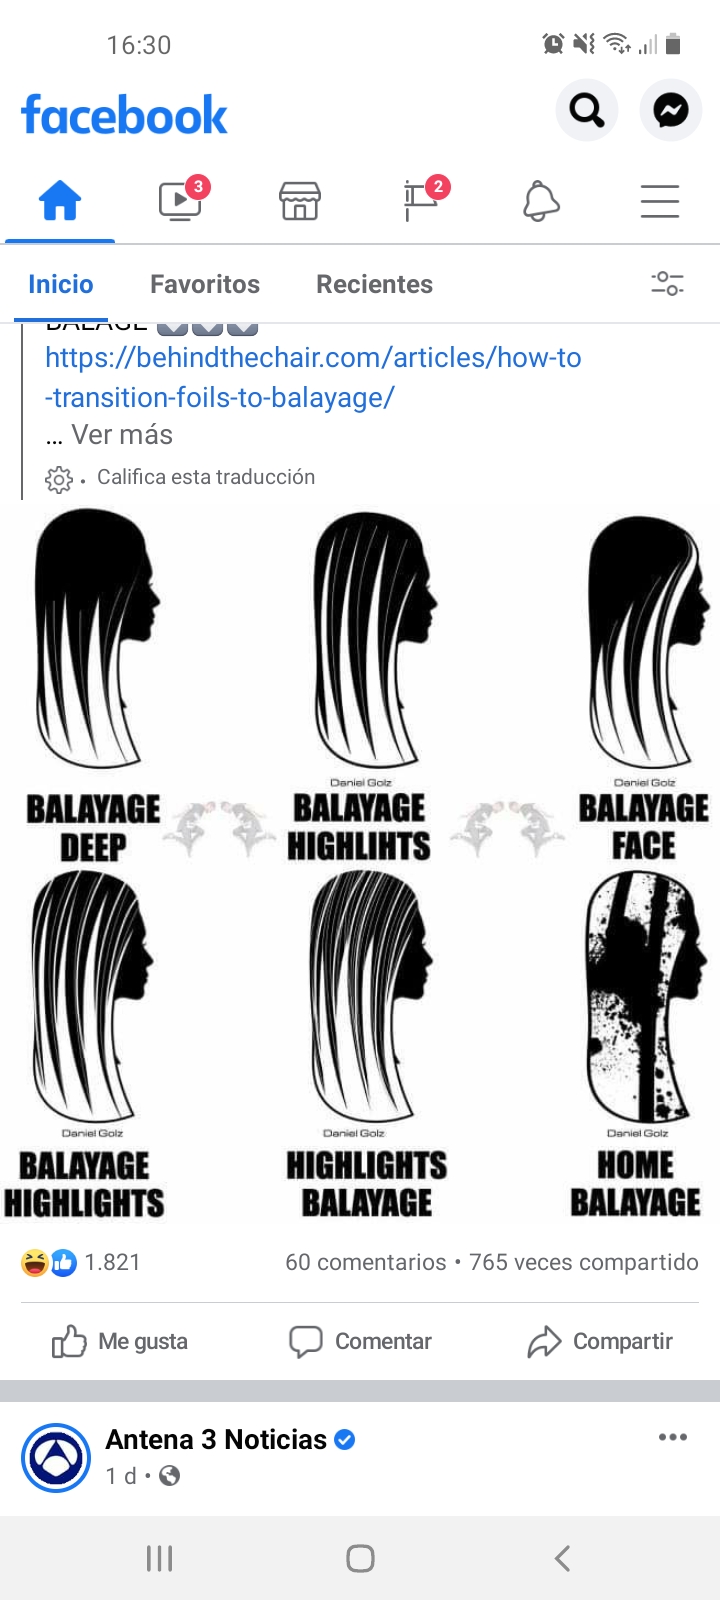 16:30
facebook
3
2
Inicio Favoritos Recientes
BALAGE
https://behindthechair.com/articles/how-to
-transition-foils-to-balayage/
... Ver más
Califica esta traducción
BALAYAGE
DEEP
Daniel Golz
BALAYAGE
HIGHLIHTS
Daniel Golz
BALAYAGE
FACE
Daniel Golz
BALAYAGE
HIGHLIGHTS
Daniel Golz
HIGHLIGHTS
BALAYAGE
Daniel Golz
HOME
BALAYAGE
1.821 60 comentarios • 765 veces compartido
Me gusta Comentar Compartir
Antena 3 Noticias
1 d •